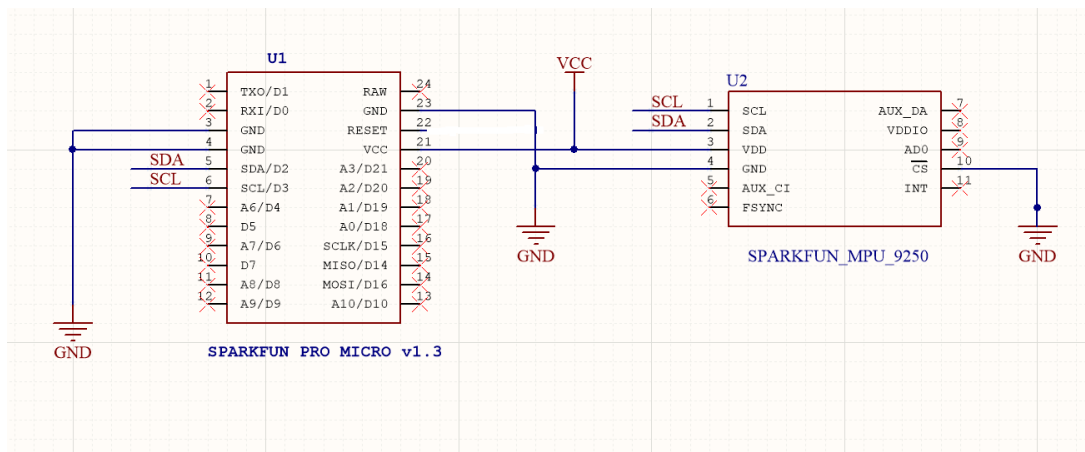 U1
1 TXO/D1 RAW 24
2 RXI/D0 GND 23
3 GND RESET 22
4 GND VCC 21
SDA 5 SDA/D2 A3/D21 20
SCL 6 SCL/D3 A2/D20 19
7 A6/D4 A1/D19 18
8 D5 A0/D18 17
9 A7/D6 SCLK/D15 16
10 D7 MISO/D14 15
11 A8/D8 MOSI/D16 14
12 A9/D9 A10/D10 13
GND
SPARKFUN PRO MICRO v1.3
VCC
GND
U2
SCL 1 SCL AUX_DA 7
SDA 2 SDA VDDIO 8
3 VDD AD0 9
4 GND CS 10
5 AUX_CI INT 11
6 FSYNC
SPARKFUN_MPU_9250
GND